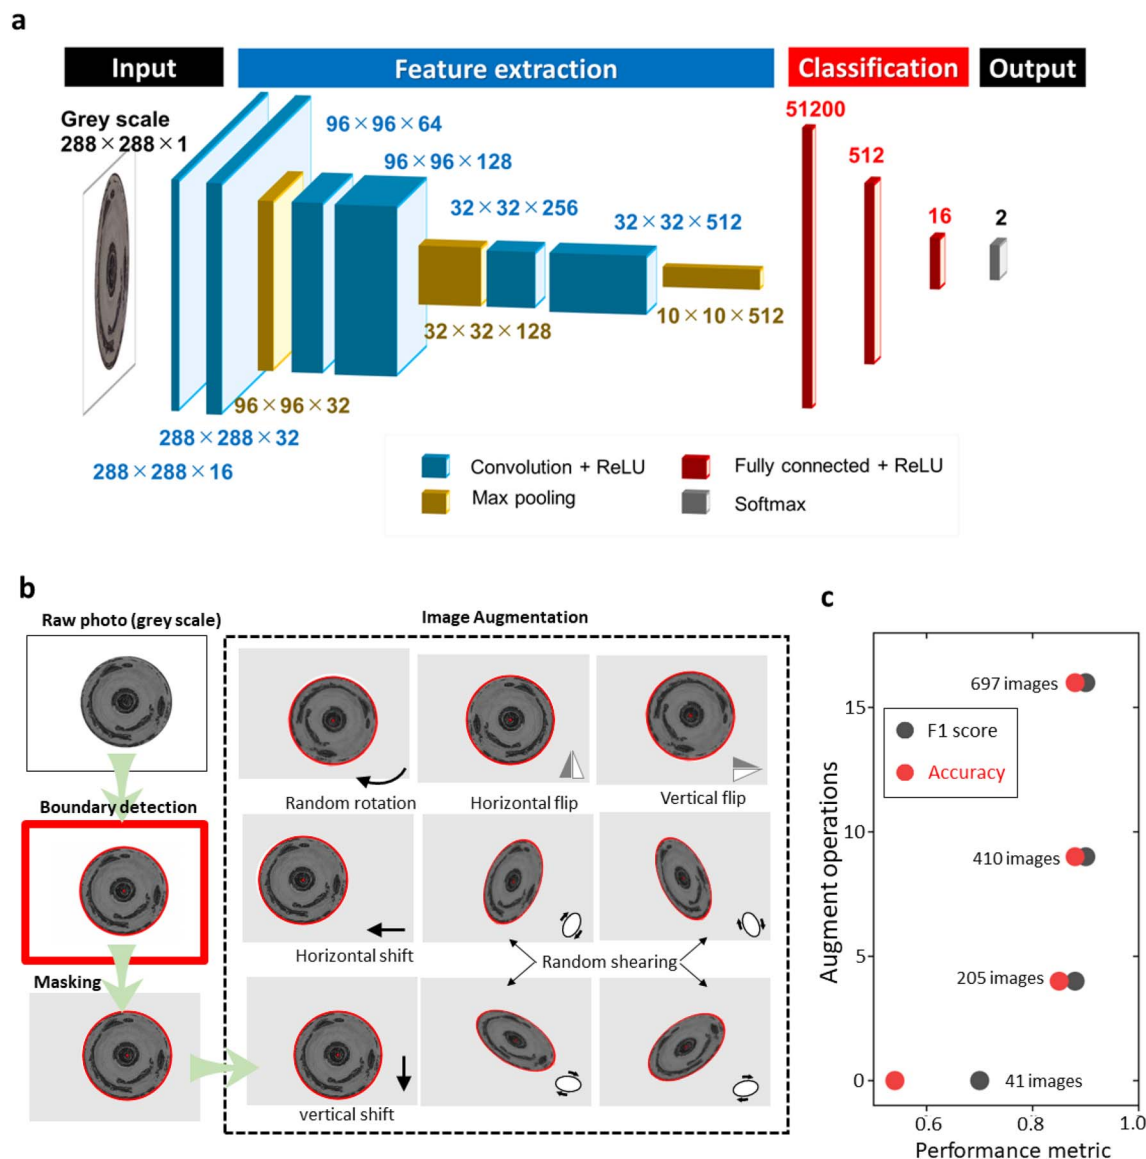 a
Input
Feature extraction
Classification
Output
Grey scale
288×288×1
96×96×64
96×96×128
32×32×256
32×32×512
51200
512
16
2
32×32×128
10×10×512
96×96×32
288×288×32
288×288×16
Convolution + ReLU
Fully connected + ReLU
Max pooling
Softmax
b
Raw photo (grey scale)
Image Augmentation
Boundary detection
Masking
Random rotation
Horizontal flip
Vertical flip
Horizontal shift
Random shearing
vertical shift
c
697 images
15
F1 score
Accuracy
10
410 images
5
205 images
0
41 images
0.6
0.8
1.0
Augment operations
Performance metric